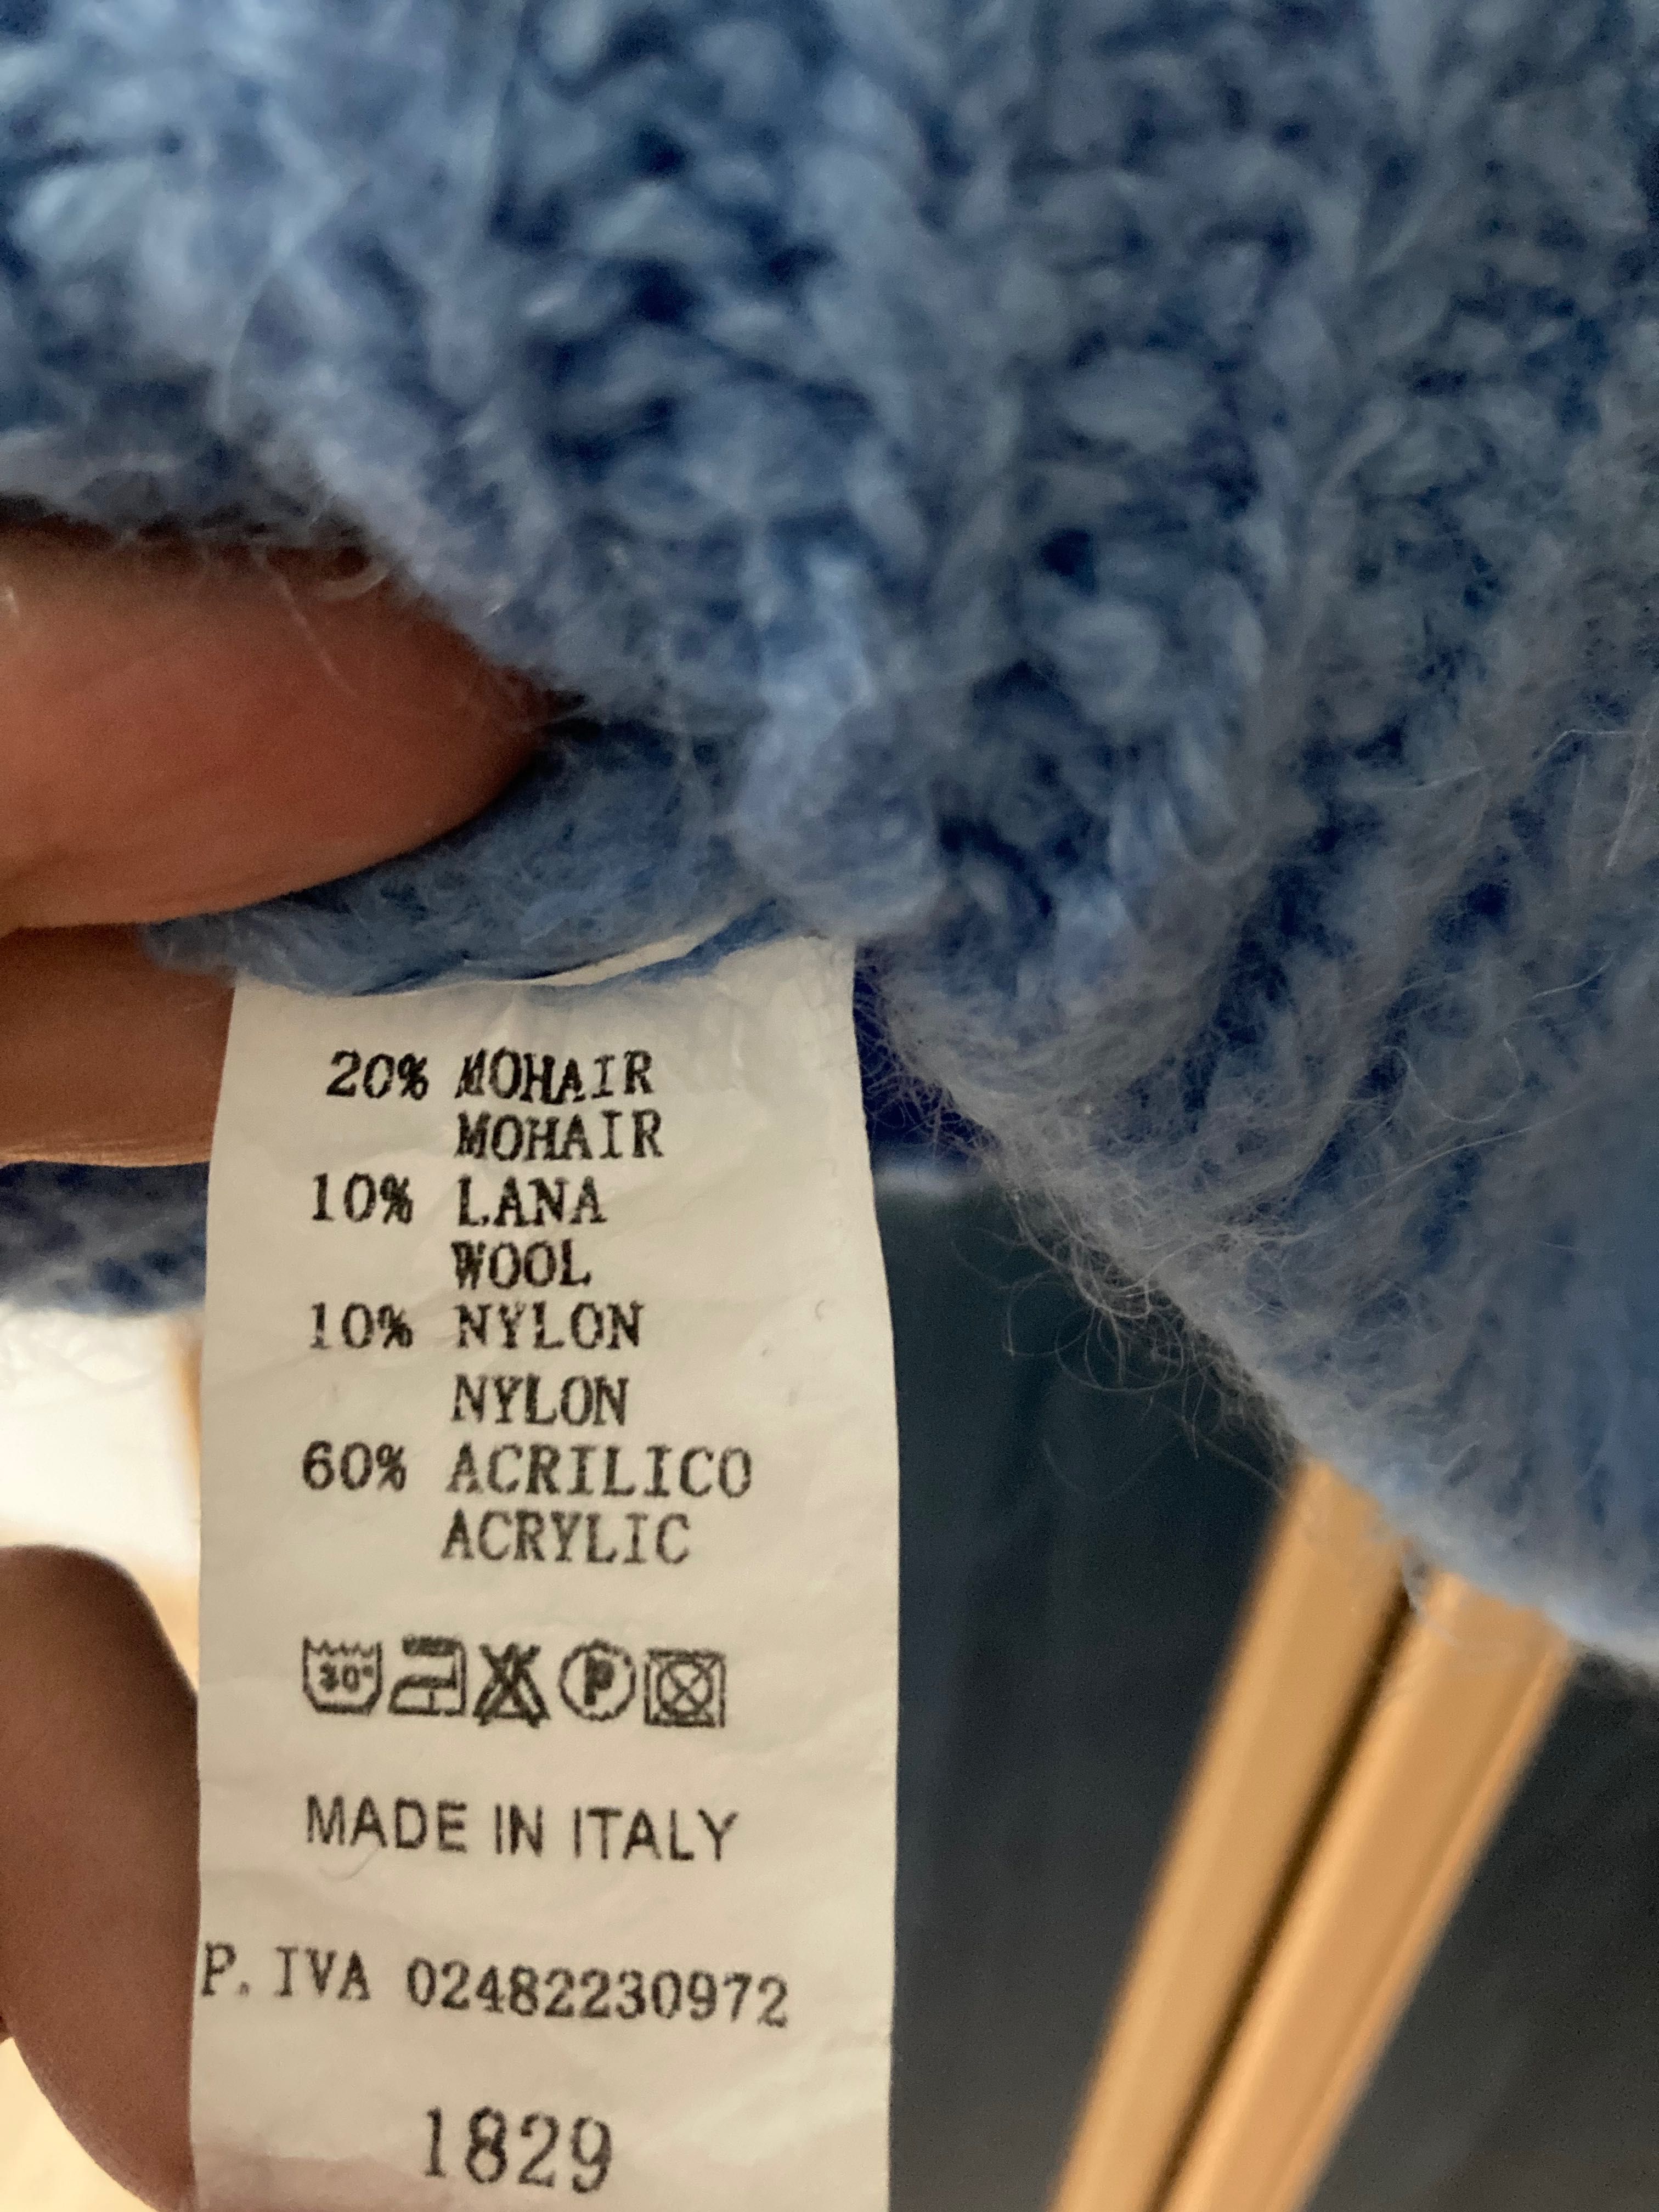 20% MOHAIR
MOHAIR
10% LANA
WOOL
10% NYLON
NYLON
60% ACRILICO
ACRYLIC
30° P
MADE IN ITALY
P. IVA 02482230972
1829